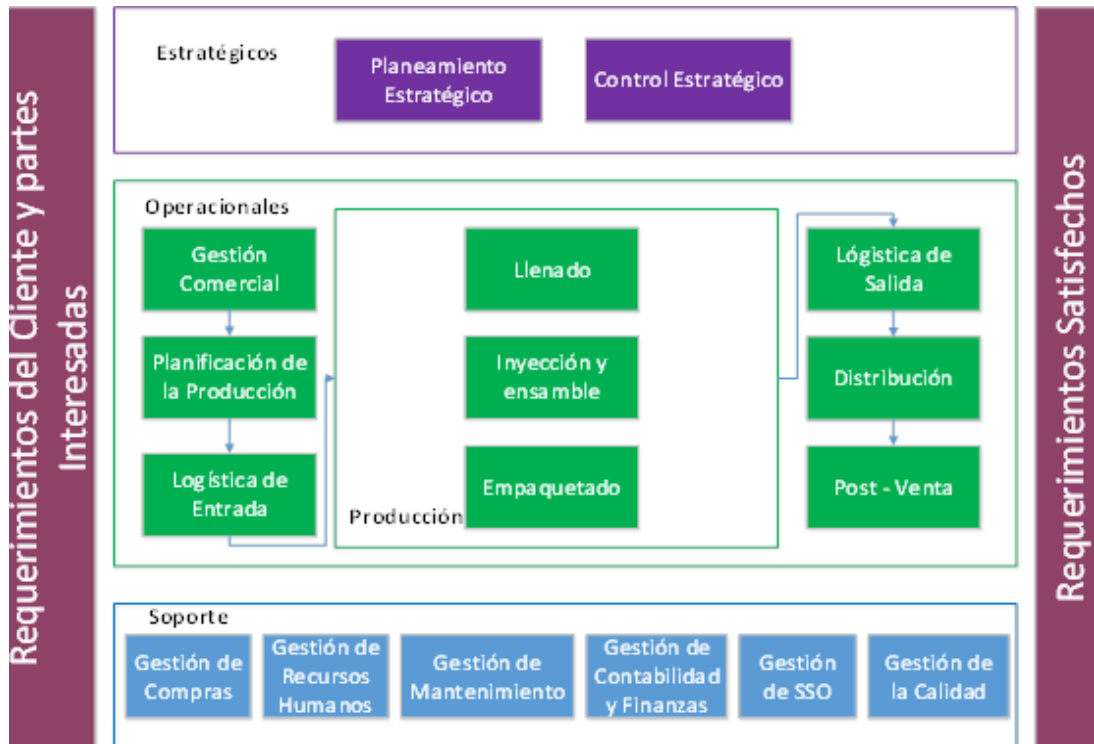 Requerimientos del Cliente y partes
Interesadas
Estratégicos
Planeamiento
Estratégico
Control Estratégico
Operacionales
Gestión
Comercial
Planificación de
la Producción
Logística de
Entrada
Llenado
Inyección y
ensamble
Empaquetado
Producción
Lógistica de
Salida
Distribución
Post - Venta
Soporte
Gestión de
Compras
Gestión de
Recursos
Humanos
Gestión de
Mantenimiento
Gestión de
Contabilidad
y Finanzas
Gestión
de SSO
Gestión de
la Calidad
Requerimientos Satisfechos